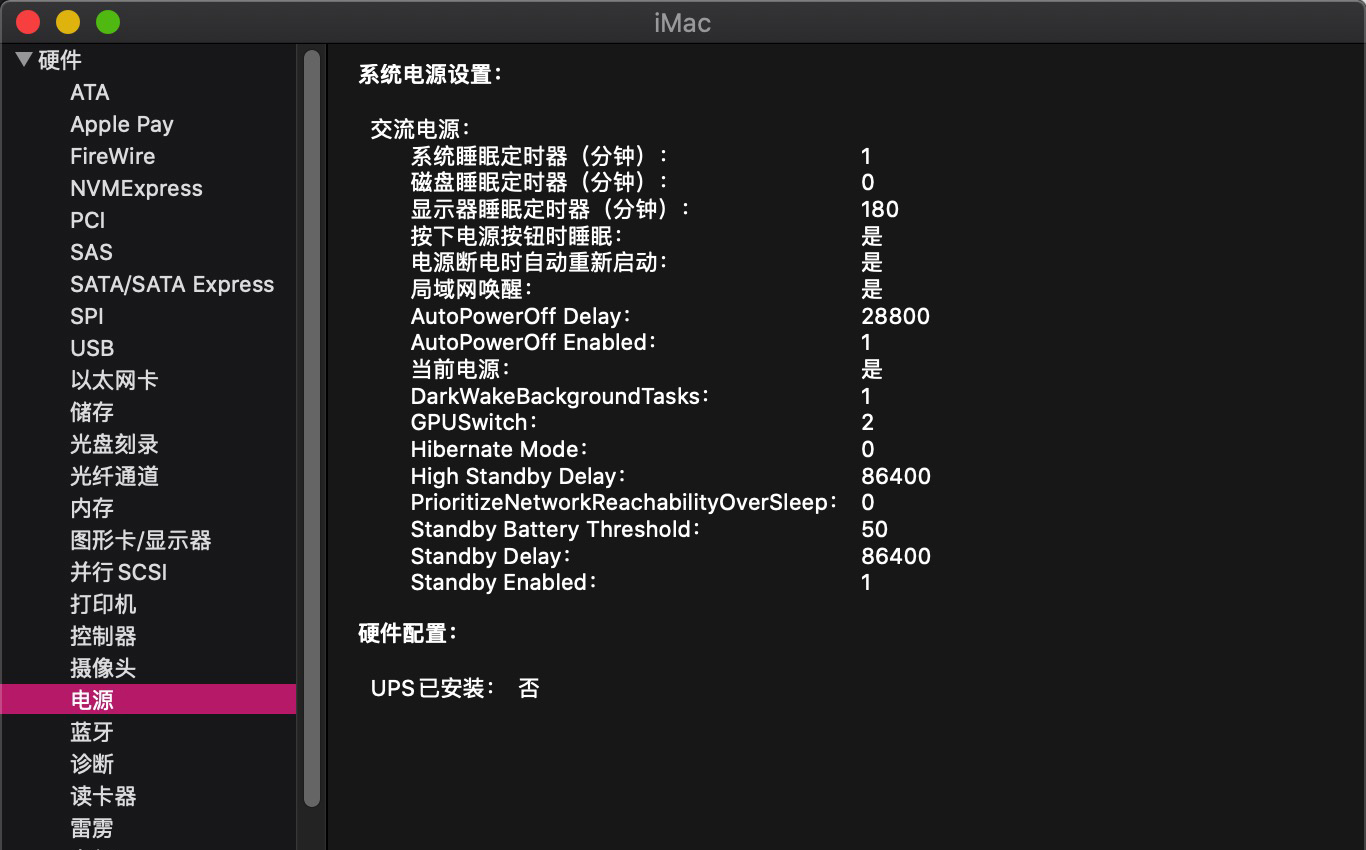 iMac
硬件
ATA
Apple Pay
FireWire
NVMExpress
PCI
SAS
SATA/SATA Express
SPI
USB
以太网卡
储存
光盘刻录
光纤通道
内存
图形卡/显示器
并行 SCSI
打印机
控制器
摄像头
电源
蓝牙
诊断
读卡器
雷雳
系统电源设置：
交流电源：
系统睡眠定时器（分钟）： 1
磁盘睡眠定时器（分钟）： 0
显示器睡眠定时器（分钟）： 180
按下电源按钮时睡眠： 是
电源断电时自动重新启动： 是
局域网唤醒： 是
AutoPowerOff Delay： 28800
AutoPowerOff Enabled： 1
当前电源： 是
DarkWakeBackgroundTasks： 1
GPUSwitch： 2
Hibernate Mode： 0
High Standby Delay： 86400
PrioritizeNetworkReachabilityOverSleep： 0
Standby Battery Threshold： 50
Standby Delay： 86400
Standby Enabled： 1
硬件配置：
UPS 已安装： 否